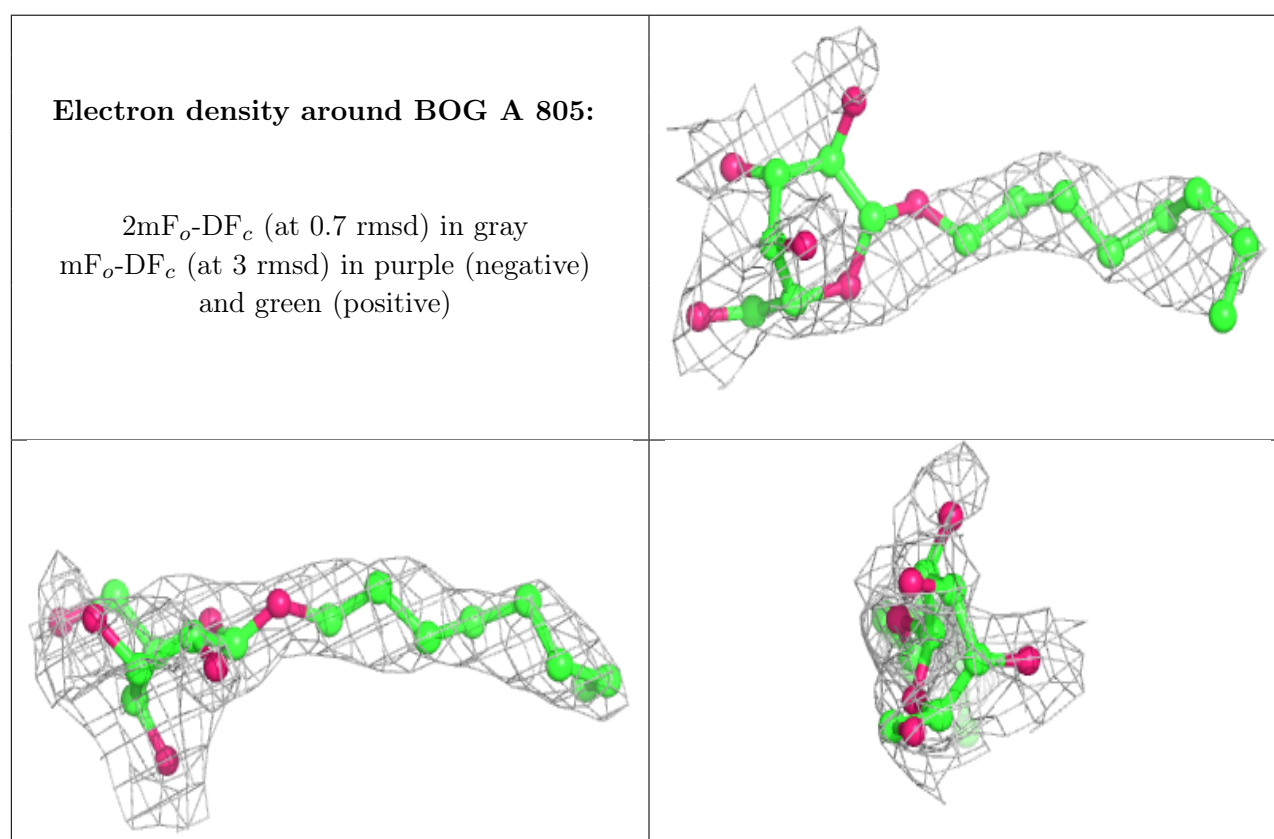 Electron density around BOG A 805:
2mFo-DFc (at 0.7 rmsd) in gray
mFo-DFc (at 3 rmsd) in purple (negative)
and green (positive)